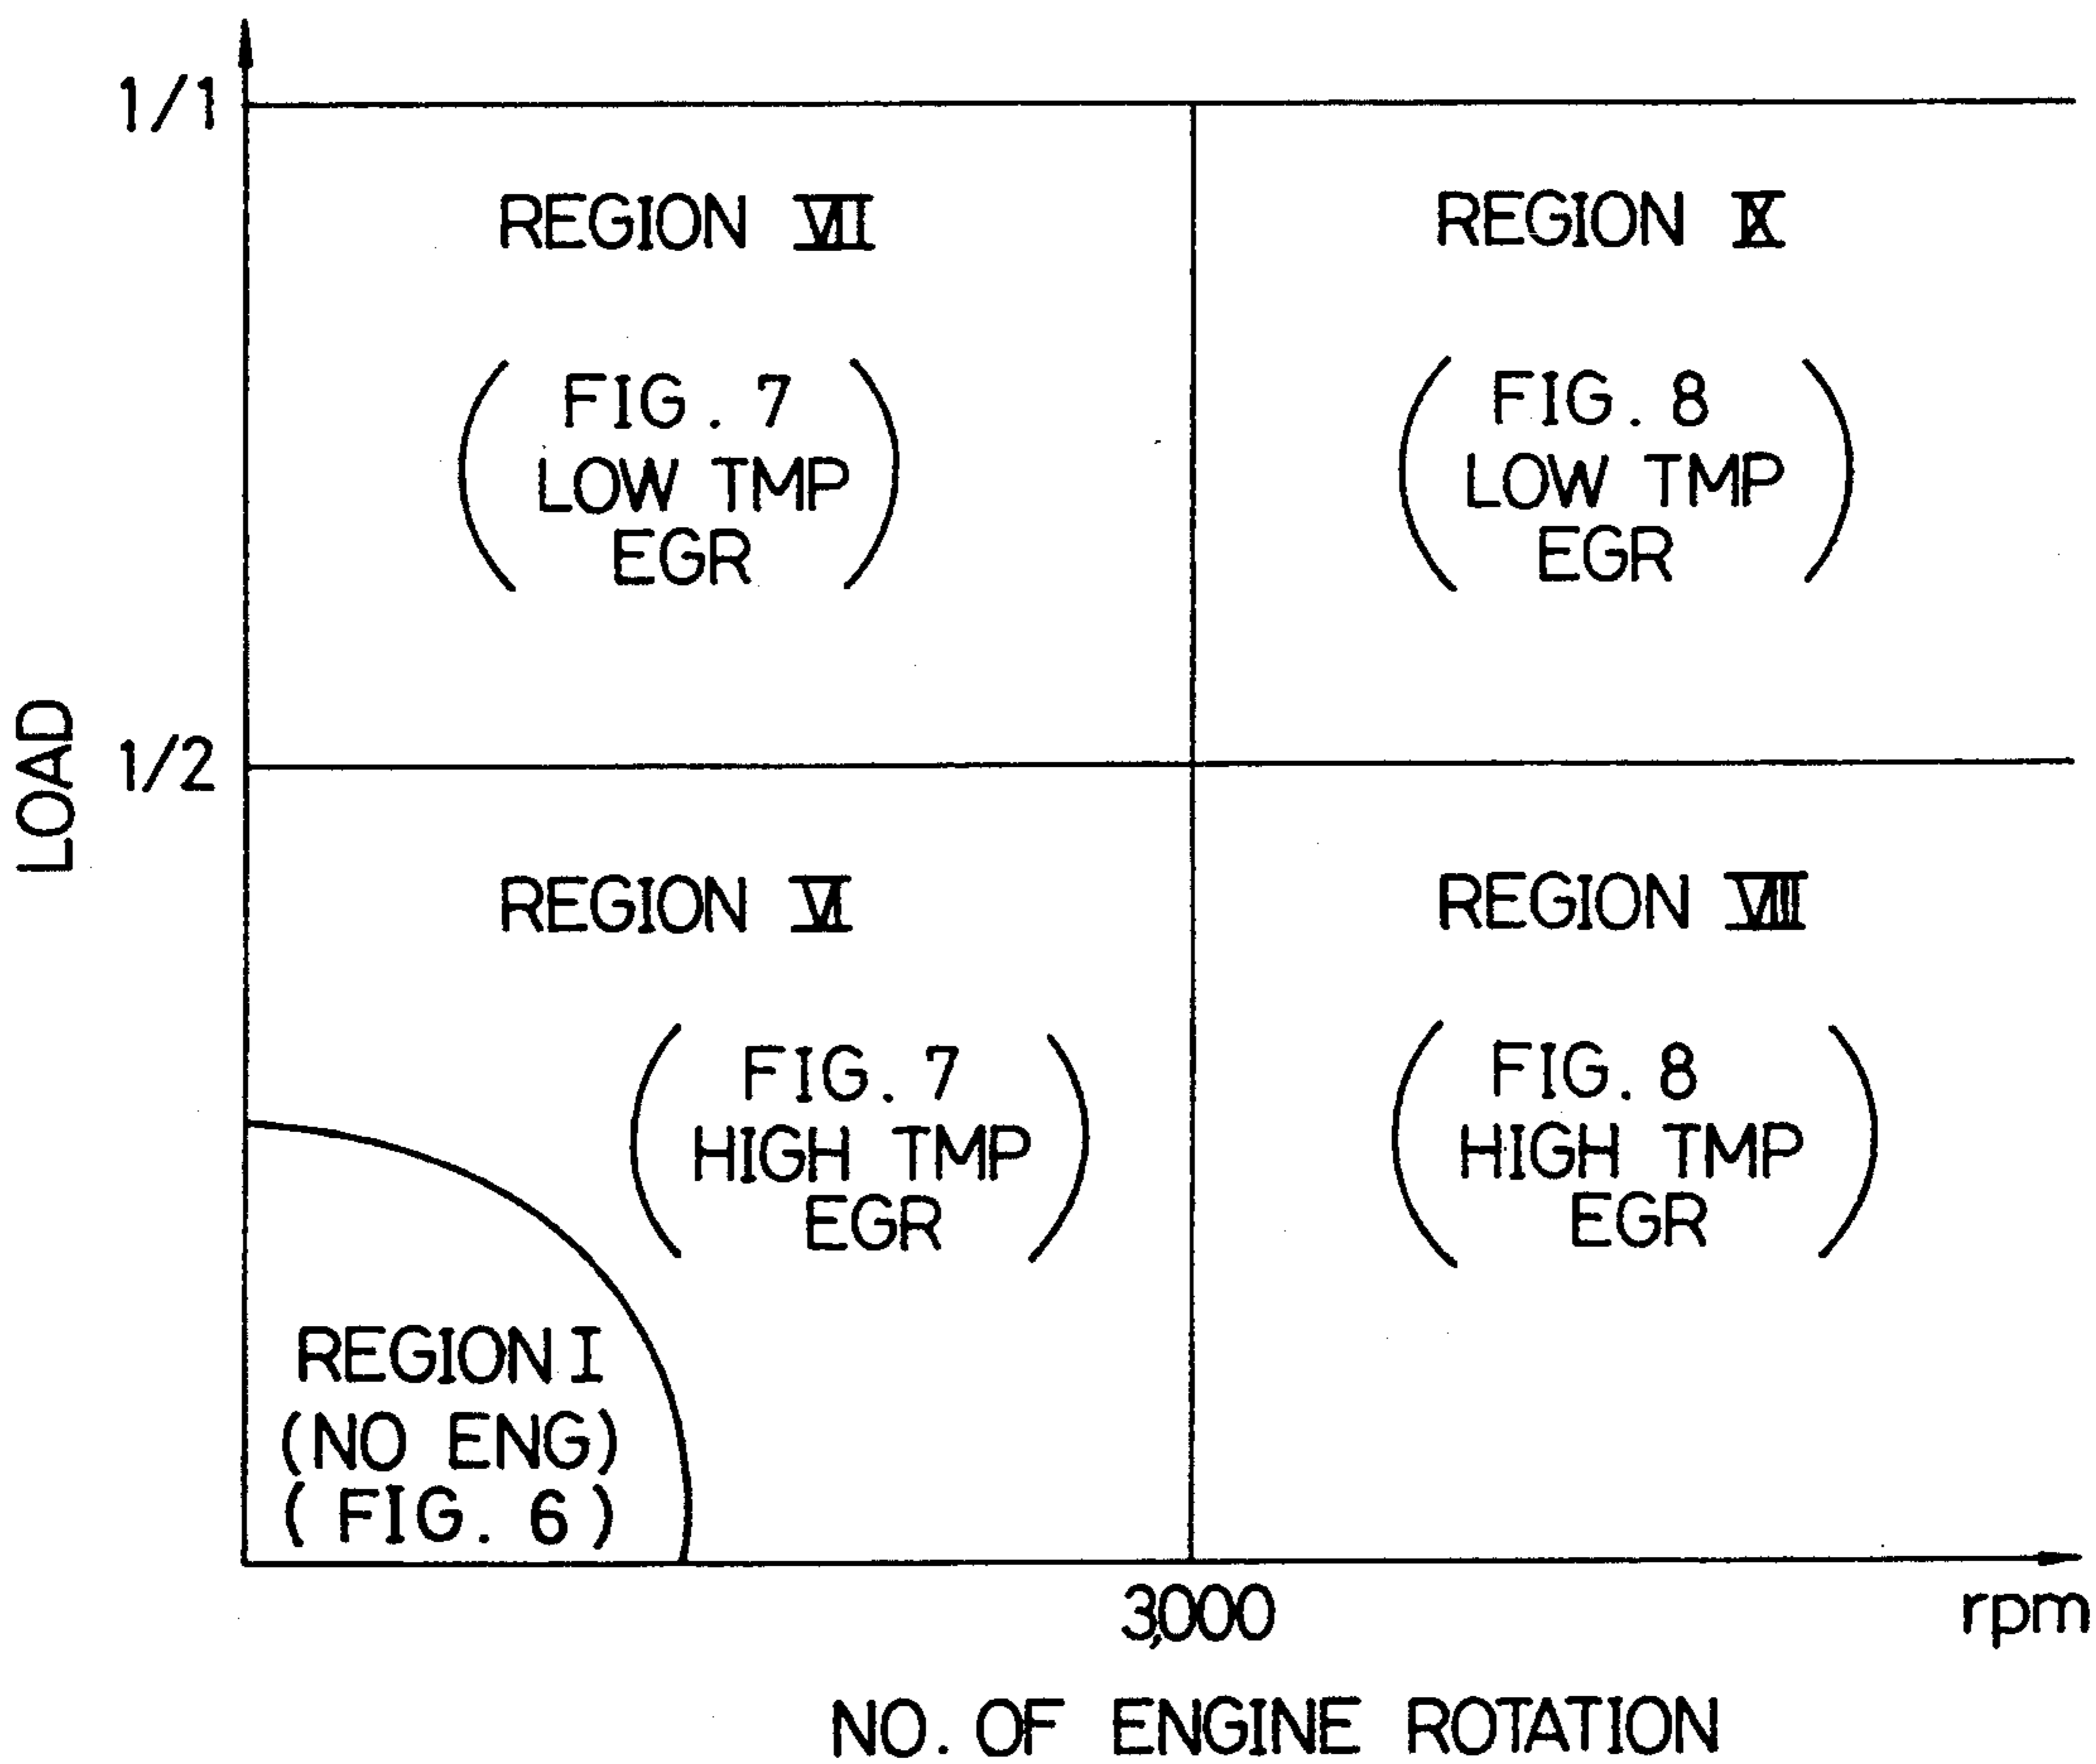 1/1
REGION VII
REGION IX
( FIG. 7
LOW TMP
EGR )
( FIG. 8
LOW TMP
EGR )
LOAD
1/2
REGION VI
REGION VIII
( FIG. 7
HIGH TMP
EGR )
( FIG. 8
HIGH TMP
EGR )
REGION I
(NO ENG)
( FIG. 6 )
3,000
rpm
NO. OF ENGINE ROTATION